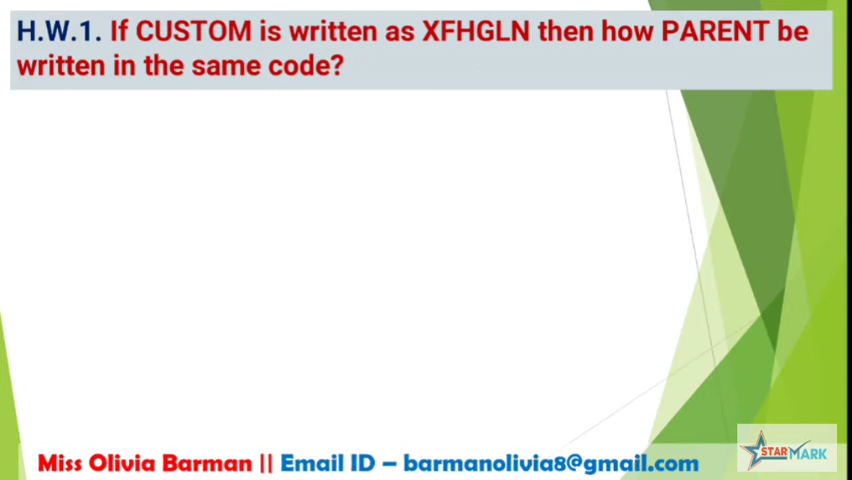 H.W.1. If CUSTOM is written as XFHGLN then how PARENT be
written in the same code?
Miss Olivia Barman || Email ID – barmanolivia8@gmail.com
STAR MARK